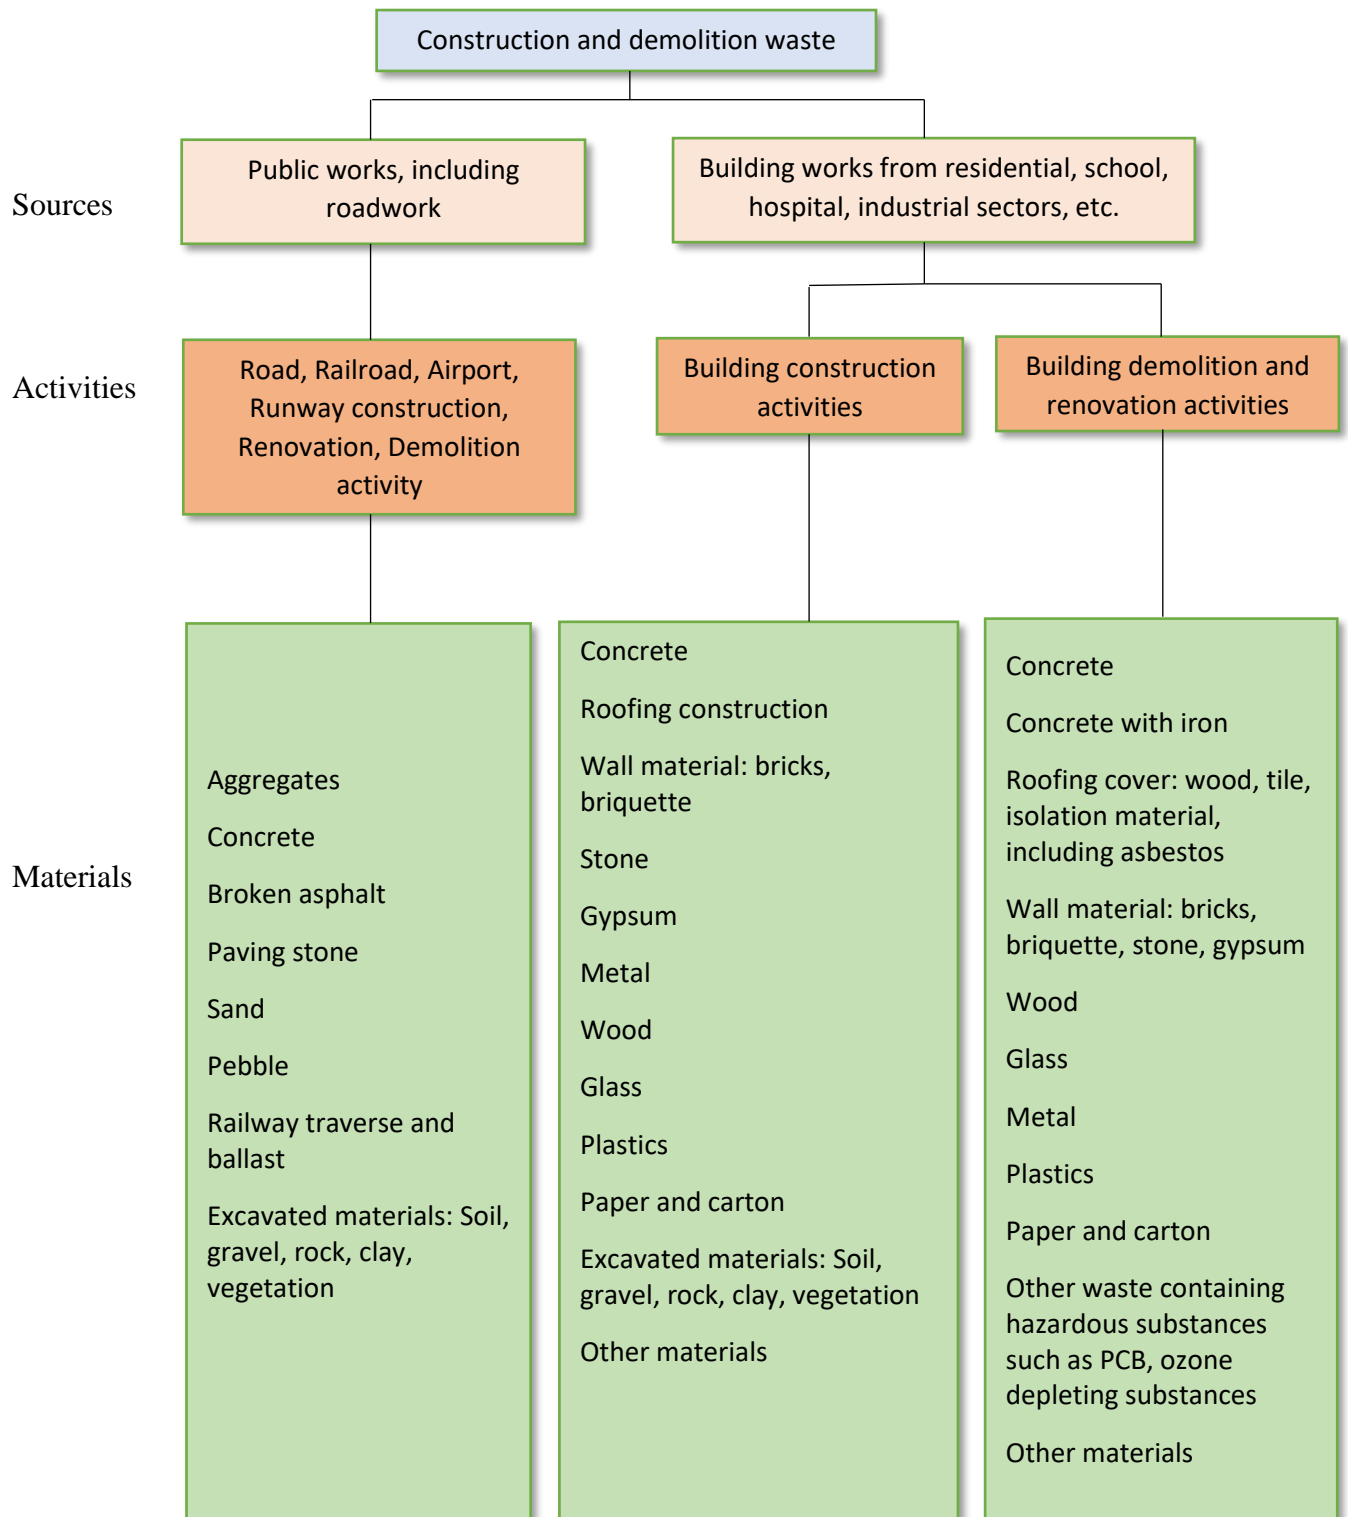 Construction and demolition waste
Sources
Public works, including
roadwork
Building works from residential, school,
hospital, industrial sectors, etc.
Activities
Road, Railroad, Airport,
Runway construction,
Renovation, Demolition
activity
Building construction
activities
Building demolition and
renovation activities
Materials
Aggregates
Concrete
Broken asphalt
Paving stone
Sand
Pebble
Railway traverse and
ballast
Excavated materials: Soil,
gravel, rock, clay,
vegetation
Concrete
Roofing construction
Wall material: bricks,
briquette
Stone
Gypsum
Metal
Wood
Glass
Plastics
Paper and carton
Excavated materials: Soil,
gravel, rock, clay, vegetation
Other materials
Concrete
Concrete with iron
Roofing cover: wood, tile,
isolation material,
including asbestos
Wall material: bricks,
briquette, stone, gypsum
Wood
Glass
Metal
Plastics
Paper and carton
Other waste containing
hazardous substances
such as PCB, ozone
depleting substances
Other materials